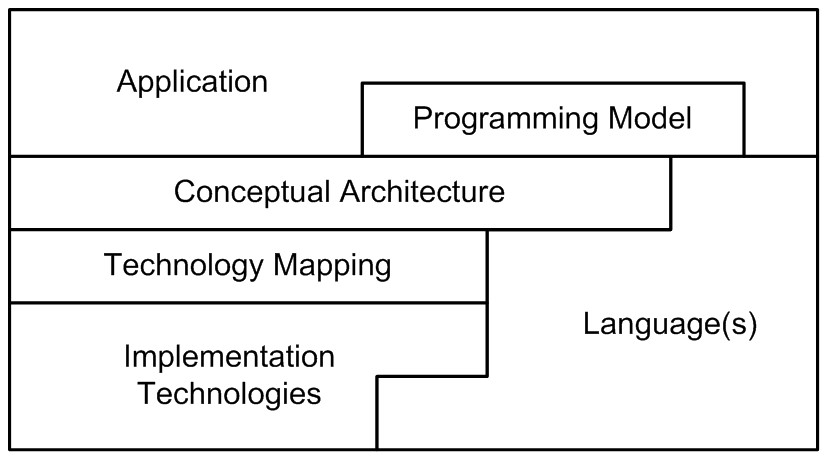 Application
Programming Model
Conceptual Architecture
Technology Mapping
Language(s)
Implementation
Technologies